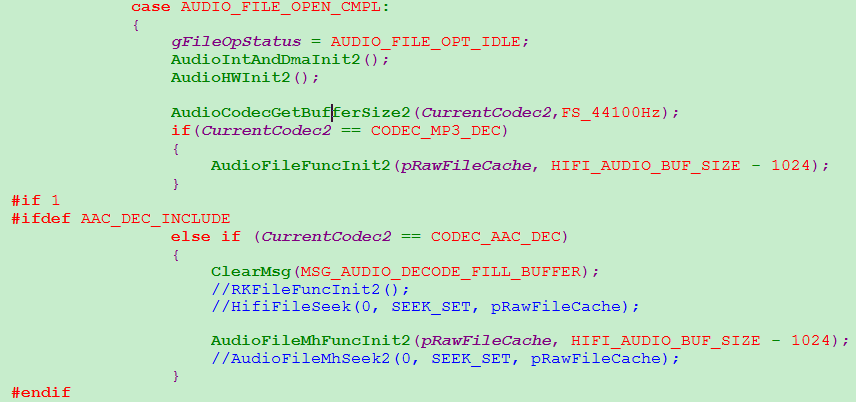 case AUDIO_FILE_OPEN_CMPL:
{
gFileOpStatus = AUDIO_FILE_OPT_IDLE;
AudioIntAndDmaInit2();
AudioHWInit2();
AudioCodecGetBufferSize2(CurrentCodec2,FS_44100Hz);
if(CurrentCodec2 == CODEC_MP3_DEC)
{
AudioFileFuncInit2(pRawFileCache, HIFI_AUDIO_BUF_SIZE - 1024);
}
#if 1
#ifdef AAC_DEC_INCLUDE
else if (CurrentCodec2 == CODEC_AAC_DEC)
{
ClearMsg(MSG_AUDIO_DECODE_FILL_BUFFER);
//RKFileFuncInit2();
//HifiFileSeek(0, SEEK_SET, pRawFileCache);
AudioFileMhFuncInit2(pRawFileCache, HIFI_AUDIO_BUF_SIZE - 1024);
//AudioFileMhSeek2(0, SEEK_SET, pRawFileCache);
}
#endif